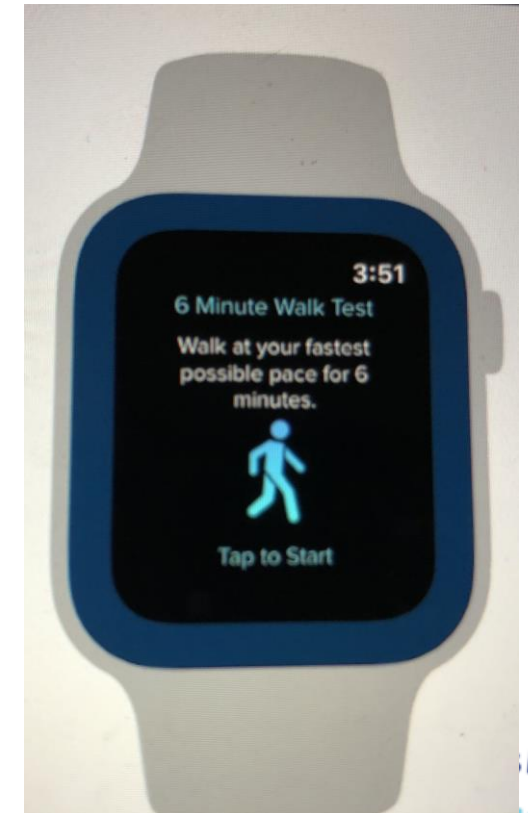 3:51
6 Minute Walk Test
Walk at your fastest
possible pace for 6
minutes.
Tap to Start